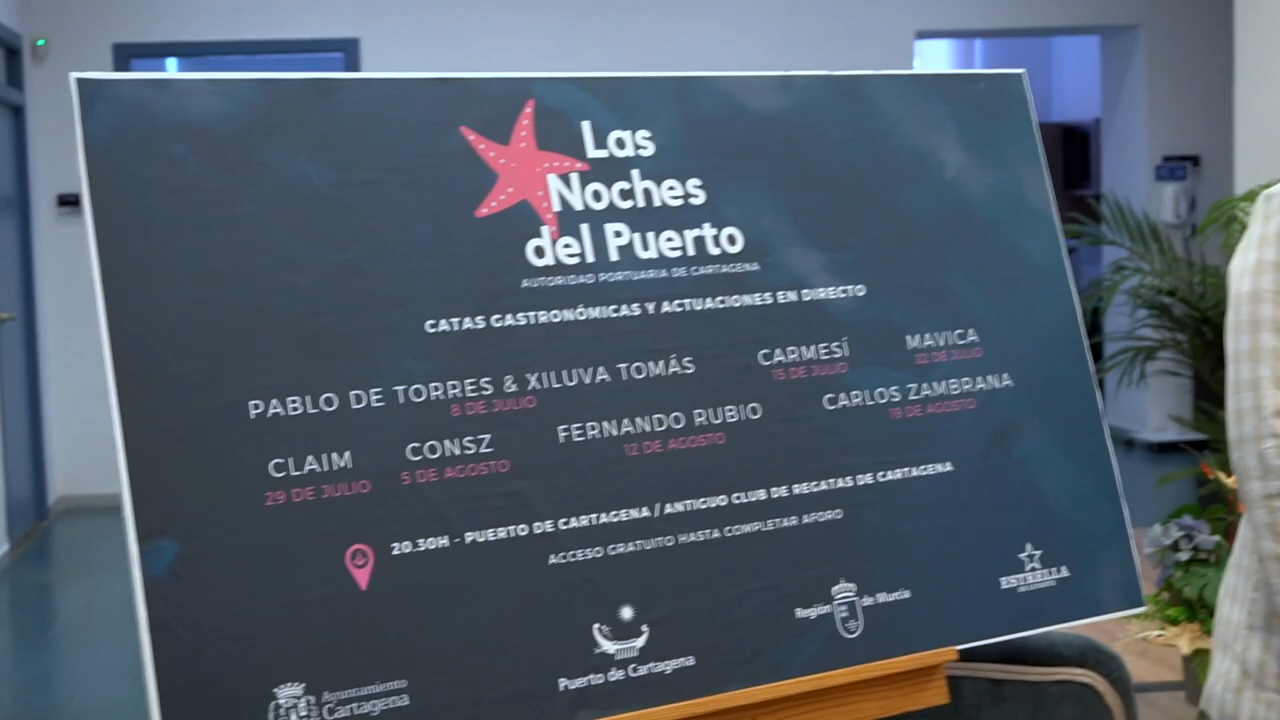 Las
Noches
del Puerto
AUTORIDAD PORTUARIA DE CARTAGENA
CATAS GASTRONÓMICAS Y ACTUACIONES EN DIRECTO
PABLO DE TORRES & XILUVA TOMÁS
8 DE JULIO
CARMESÍ
15 DE JULIO
MAVICA
22 DE JULIO
CLAIM
29 DE JULIO
CONSZ
5 DE AGOSTO
FERNANDO RUBIO
12 DE AGOSTO
CARLOS ZAMBRANA
19 DE AGOSTO
20.30H - PUERTO DE CARTAGENA / ANTIGUO CLUB DE REGATAS DE CARTAGENA
ACCESO GRATUITO HASTA COMPLETAR AFORO
Ayuntamiento
Cartagena
Puerto de Cartagena
Región de Murcia
ESTRELLA